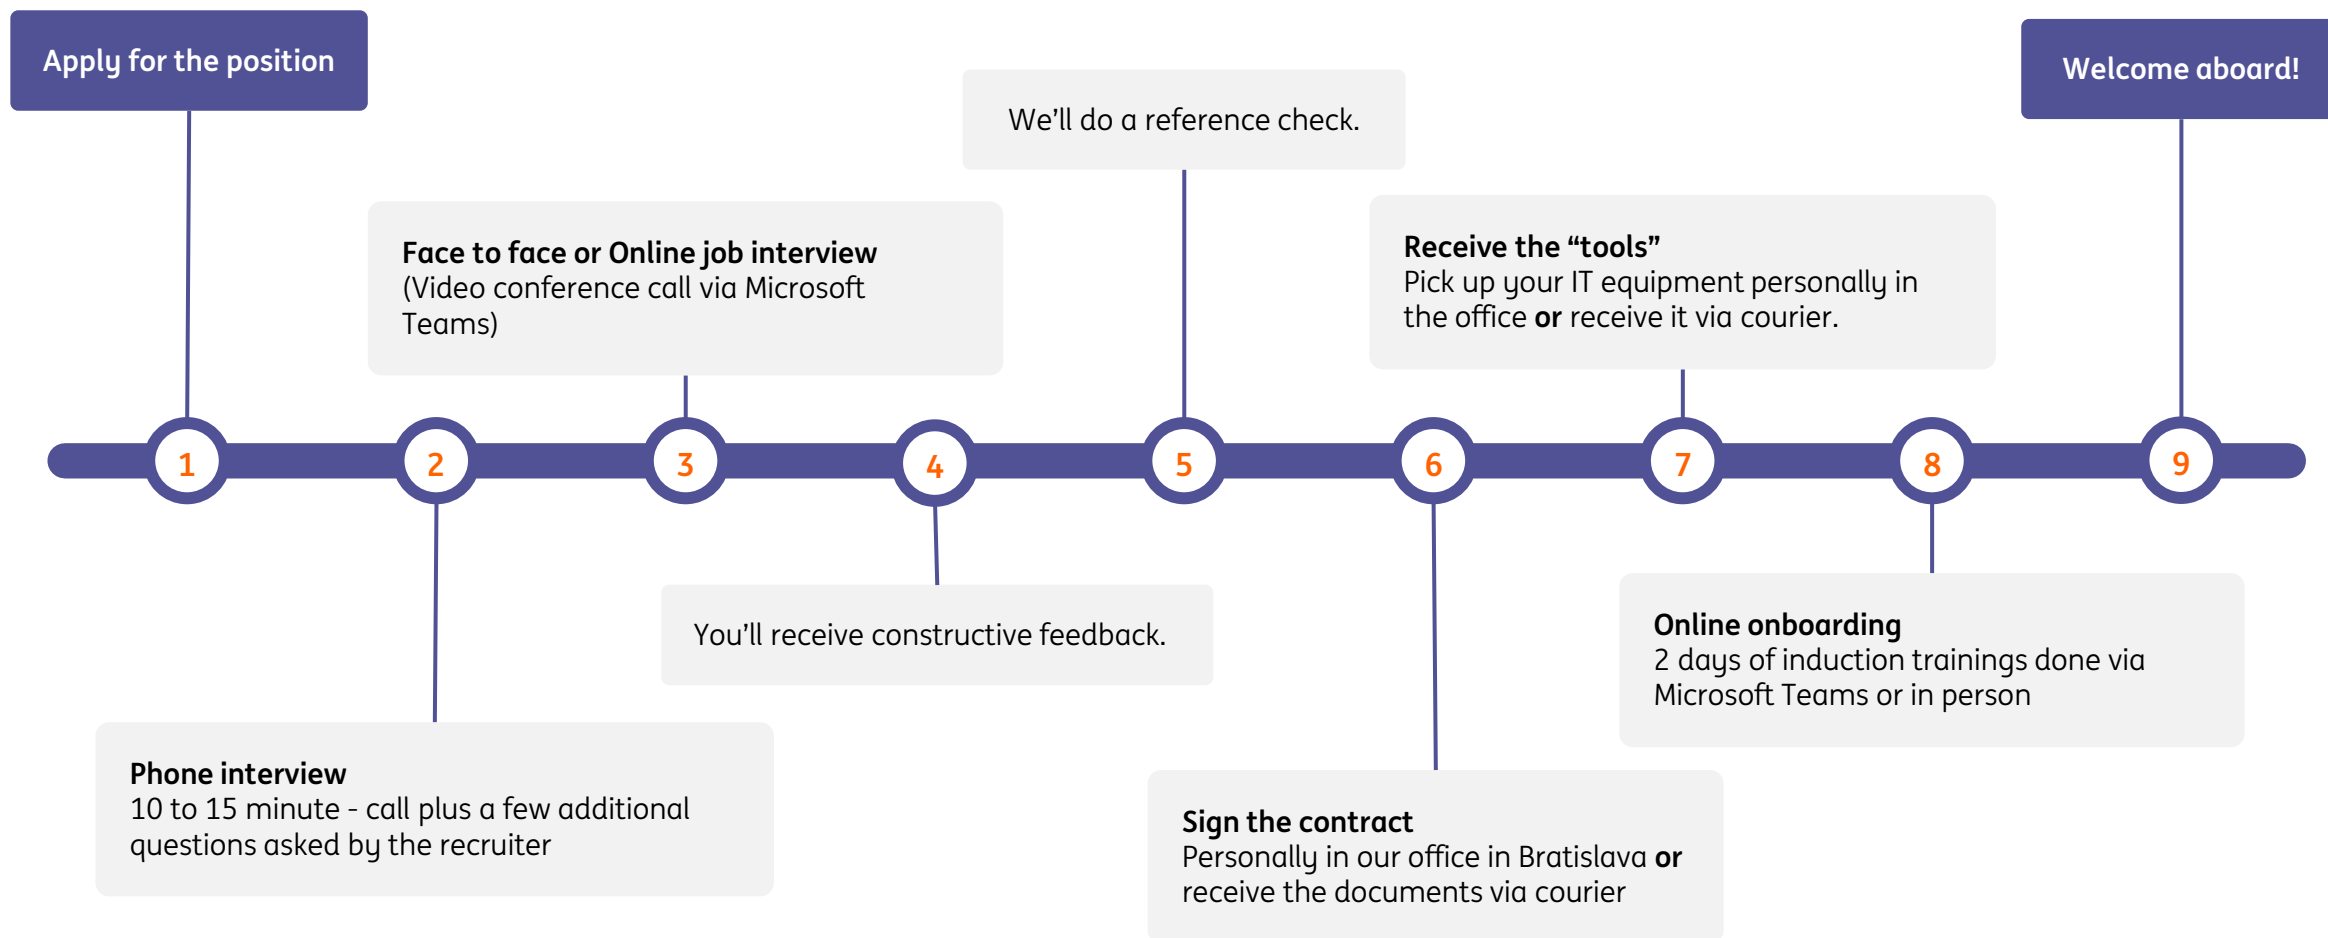 Apply for the position
1
Phone interview
10 to 15 minute - call plus a few additional
questions asked by the recruiter
2
Face to face or Online job interview
(Video conference call via Microsoft
Teams)
3
You’ll receive constructive feedback.
4
We’ll do a reference check.
5
Sign the contract
Personally in our office in Bratislava or
receive the documents via courier
6
Receive the “tools”
Pick up your IT equipment personally in
the office or receive it via courier.
7
Online onboarding
2 days of induction trainings done via
Microsoft Teams or in person
8
Welcome aboard!
9